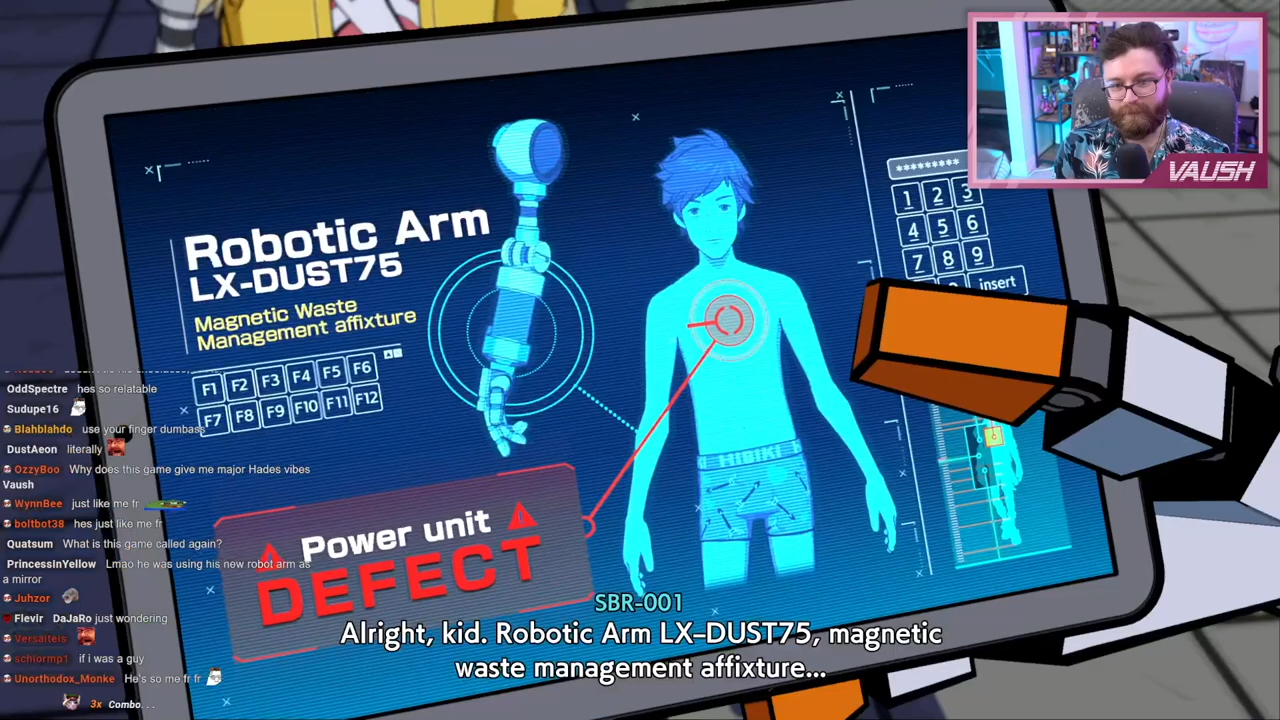 VAUSH
*********
1 2 3
4 5 6
7 8 9
insert
Robotic Arm
LX-DUST75
Magnetic Waste
Management affixture
F1 F2 F3 F4 F5 F6
F7 F8 F9 F10 F11 F12
HIBIKI
Power unit
DEFECT
OddSpectre hes so relatable
Sudupe16
Blahblahdo use your finger dumbass
DustAeon literally
OzzyBoo Why does this game give me major Hades vibes
Vaush
WynnBee just like me fr
boltbot38 hes just like me fr
Quatsum What is this game called again?
PrincessInYellow Lmao he was using his new robot arm as
a mirror
Juhzor
Flevir DaJaRo just wondering
Versalteis
schiormp1 if i was a guy
Unorthodox_Monke He's so me fr fr
3x Combo...
SBR-001
Alright, kid. Robotic Arm LX-DUST75, magnetic
waste management affixture...